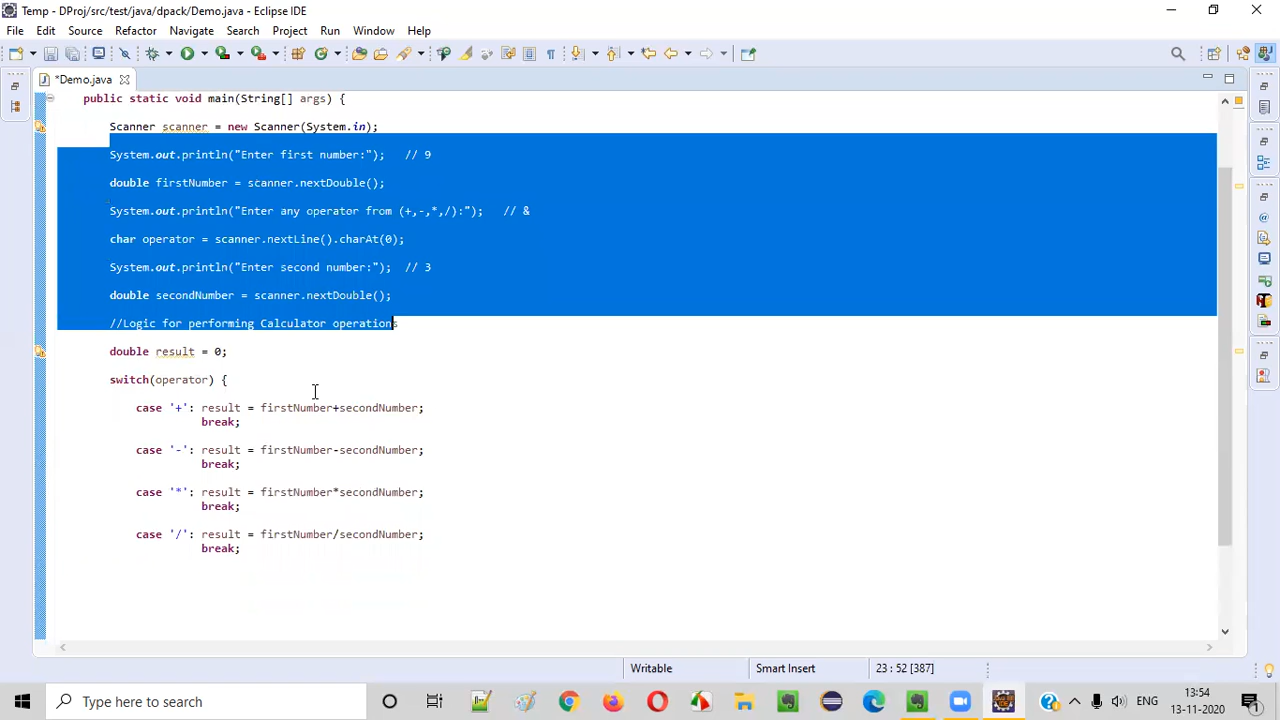 Temp - DProj/src/test/java/dpack/Demo.java - Eclipse IDE
File Edit Source Refactor Navigate Search Project Run Window Help
*Demo.java
public static void main(String[] args) {
Scanner scanner = new Scanner(System.in);
System.out.println("Enter first number:"); // 9
double firstNumber = scanner.nextDouble();
System.out.println("Enter any operator from (+,-,*,/):"); // &
char operator = scanner.nextLine().charAt(0);
System.out.println("Enter second number:"); // 3
double secondNumber = scanner.nextDouble();
//Logic for performing Calculator operations
double result = 0;
switch(operator) {
case '+': result = firstNumber+secondNumber;
break;
case '-': result = firstNumber-secondNumber;
break;
case '*': result = firstNumber*secondNumber;
break;
case '/': result = firstNumber/secondNumber;
break;
Writable Smart Insert 23 : 52 [387]
Type here to search
ENG
13:54
13-11-2020